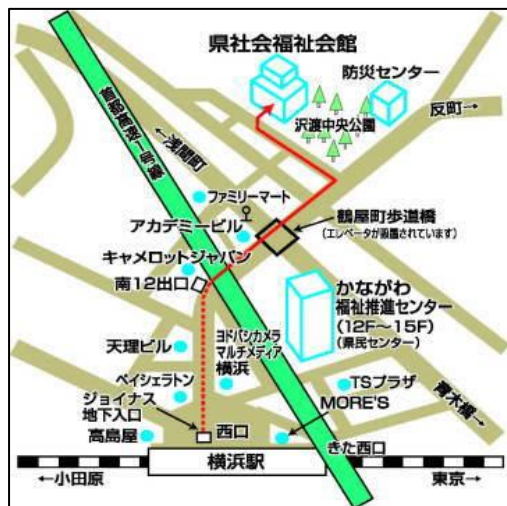 県社会福祉会館
防災センター
反町→
沢渡中央公園
首都高速一横羽線
←浅間町
ファミリーマート
アカデミービル
鶴屋町歩道橋
(エレベータが設置されています)
キャメロットジャパン
南12出口
かながわ
福祉推進センター
(12F～15F)
(県民センター)
天理ビル
ヨドバシカメラ
マルチメディア
横浜
ベイシェラトン
TSプラザ
青木橋→
ジョイナス
地下入口
MORE'S
高島屋
西口
きた西口
横浜駅
←小田原
東京→